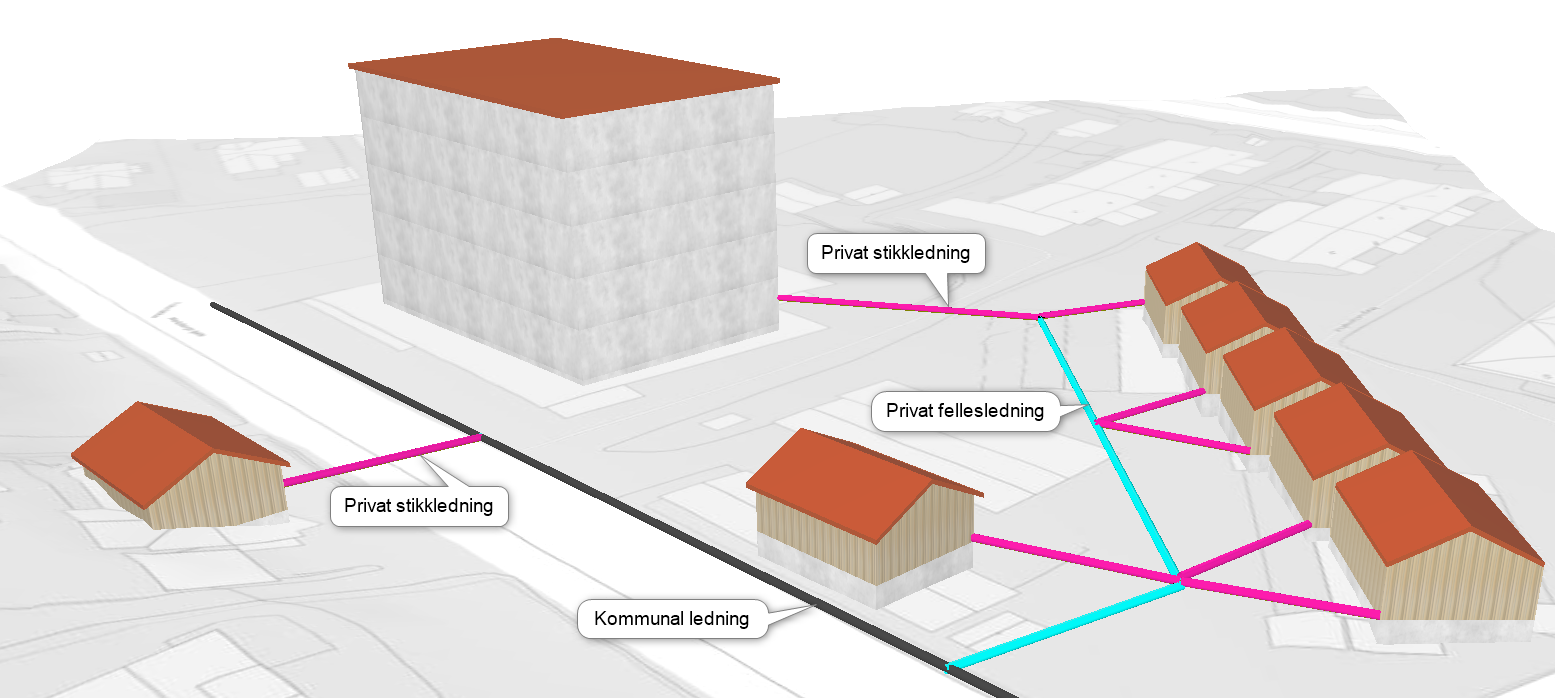 Privat stikkledning
Privat fellesledning
Privat stikkledning
Kommunal ledning